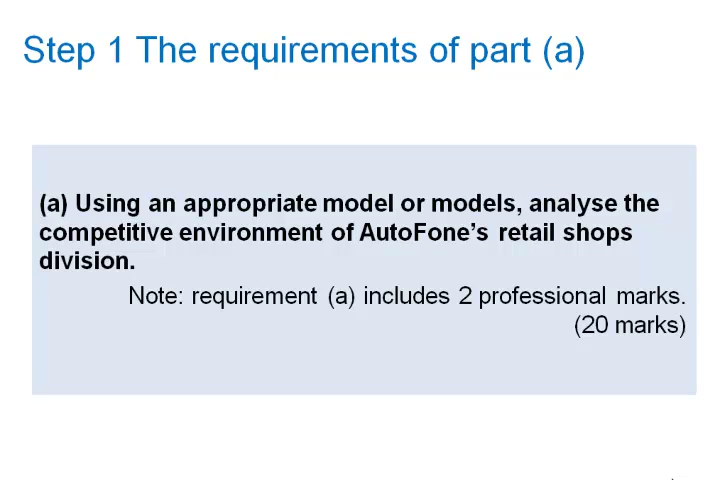 Step 1 The requirements of part (a)
(a) Using an appropriate model or models, analyse the
competitive environment of AutoFone's retail shops
division.
Note: requirement (a) includes 2 professional marks.
(20 marks)